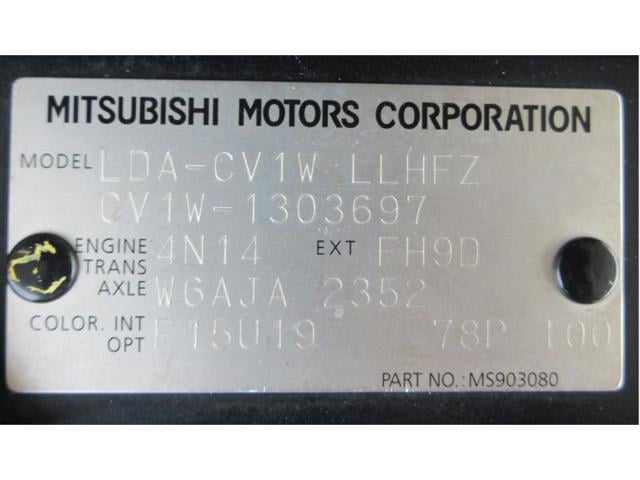 MITSUBISHI MOTORS CORPORATION
MODEL LDA-CV1W LLHFZ
CV1W-1303697
ENGINE 4N14 EXT FH9D
TRANS
AXLE W6AJA 2352
COLOR. INT F15U19 78P T00
OPT
PART NO.:MS903080